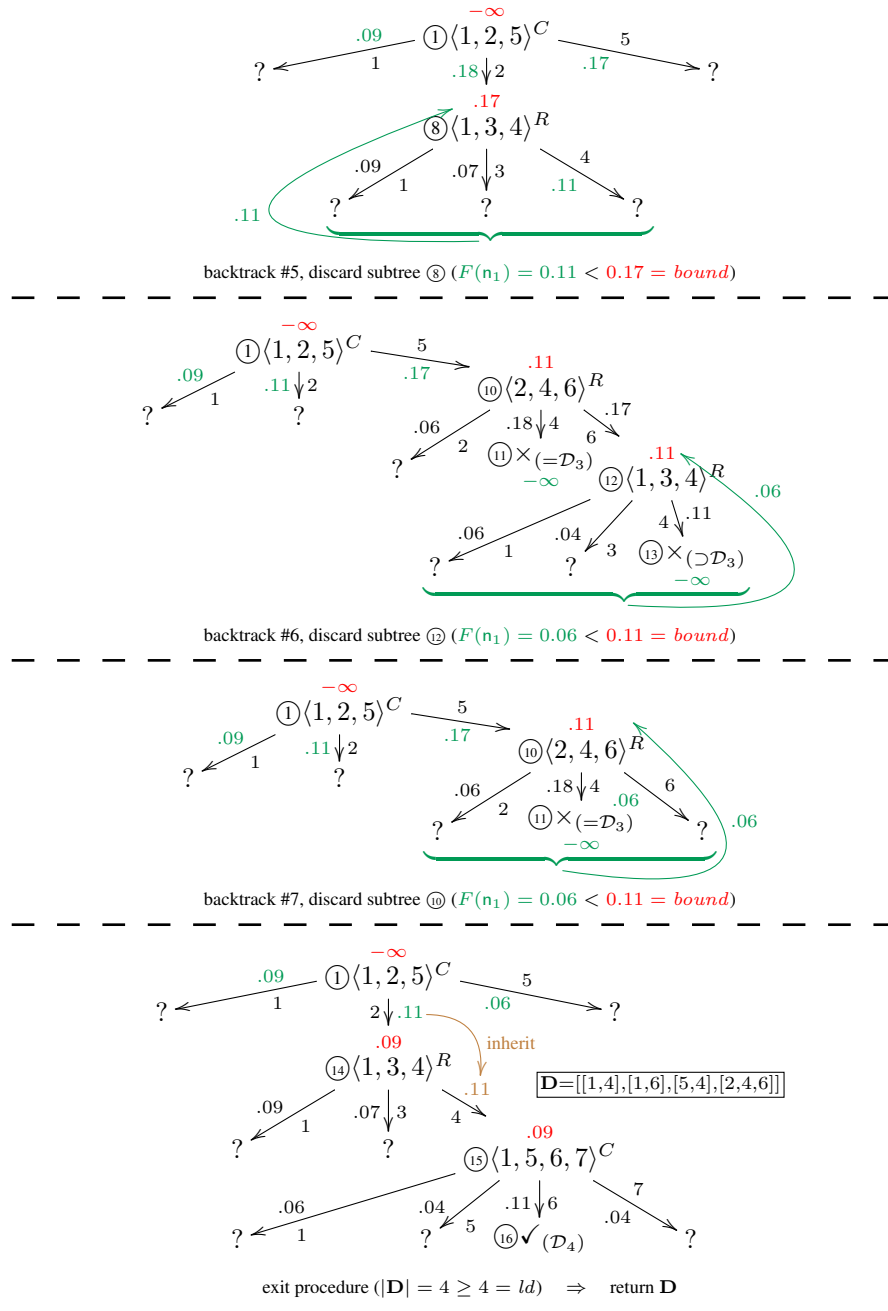 −∞
.09 ①⟨1, 2, 5⟩^C 5
? 1 .18 2 .17 ?
.17
⑧⟨1, 3, 4⟩^R
.09 .07 3 4
1 .11
.11 ? ? ?
backtrack #5, discard subtree ⑧ (F(n₁) = 0.11 < 0.17 = bound)
−∞
①⟨1, 2, 5⟩^C 5
.09 .11 2 .17 .11
1 ⑩⟨2, 4, 6⟩^R
? ? .06 .18 4 .17
2 6
? ⑪×(=𝒟₃) .11
−∞ ⑫⟨1, 3, 4⟩^R .06
.06 .04 4 .11
1 3
? ? ⑬×(⊃𝒟₃)
−∞
backtrack #6, discard subtree ⑫ (F(n₁) = 0.06 < 0.11 = bound)
−∞
①⟨1, 2, 5⟩^C 5
.09 .11 2 .17 .11
1 ⑩⟨2, 4, 6⟩^R
? ? .06 .18 4 6
2 .06
? ⑪×(=𝒟₃) ? .06
−∞
backtrack #7, discard subtree ⑩ (F(n₁) = 0.06 < 0.11 = bound)
−∞
.09 ①⟨1, 2, 5⟩^C 5
1 .06
? 2 .11 ?
.09 inherit
⑭⟨1, 3, 4⟩^R .11 D=[[1,4],[1,6],[5,4],[2,4,6]]
.09 .07 3 4
1
? ? .09
⑮⟨1, 5, 6, 7⟩^C
.06 .04 .11 6 7
1 5 .04
? ? ⑯✓(𝒟₄) ?
exit procedure (|D| = 4 ≥ 4 = ld) ⇒ return D